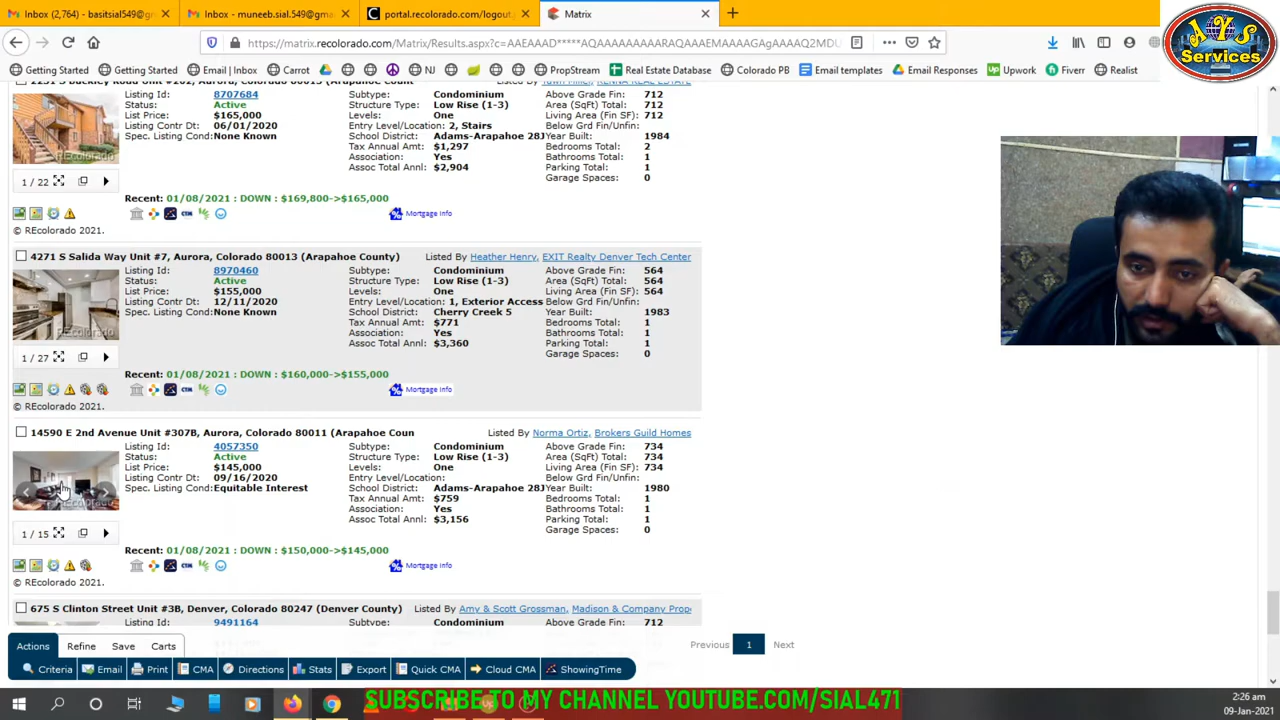 Inbox (2,764) - basitsial549@g
Inbox - muneeb.sial.549@gm
portal.recolorado.com/logout
Matrix
https://matrix.recolorado.com/Matrix/Results.aspx?c=AAEAAAD*****AQAAAAAAAAARAQAAAEMAAAAGAgAAAAQ2MDU
AYS
Services
Getting Started
Getting Started
Email | Inbox
Carrot
NJ
PropStream
Real Estate Database
Colorado PB
Email templates
Email Responses
Upwork
Fiverr
Realist
Listing Id: 8707684
Status: Active
List Price: $165,000
Listing Contr Dt: 06/01/2020
Spec. Listing Cond: None Known
Subtype: Condominium
Structure Type: Low Rise (1-3)
Levels: One
Entry Level/Location: 2, Stairs
School District: Adams-Arapahoe 28J
Tax Annual Amt: $1,297
Association: Yes
Assoc Total Annl: $2,904
Above Grade Fin: 712
Area (SqFt) Total: 712
Living Area (Fin SF): 712
Below Grd Fin/Unfin:
Year Built: 1984
Bedrooms Total: 2
Bathrooms Total: 1
Parking Total: 1
Garage Spaces: 0
REcolorado
1 / 22
Recent: 01/08/2021 : DOWN : $169,800->$165,000
CTM
Mortgage Info
© REcolorado 2021.
4271 S Salida Way Unit #7, Aurora, Colorado 80013 (Arapahoe County)
Listed By Heather Henry, EXIT Realty Denver Tech Center
Listing Id: 8970460
Status: Active
List Price: $155,000
Listing Contr Dt: 12/11/2020
Spec. Listing Cond: None Known
Subtype: Condominium
Structure Type: Low Rise (1-3)
Levels: One
Entry Level/Location: 1, Exterior Access
School District: Cherry Creek 5
Tax Annual Amt: $771
Association: Yes
Assoc Total Annl: $3,360
Above Grade Fin: 564
Area (SqFt) Total: 564
Living Area (Fin SF): 564
Below Grd Fin/Unfin:
Year Built: 1983
Bedrooms Total: 1
Bathrooms Total: 1
Parking Total: 1
Garage Spaces: 0
REcolorado
1 / 27
Recent: 01/08/2021 : DOWN : $160,000->$155,000
CTM
Mortgage Info
© REcolorado 2021.
14590 E 2nd Avenue Unit #307B, Aurora, Colorado 80011 (Arapahoe Coun
Listed By Norma Ortiz, Brokers Guild Homes
Listing Id: 4057350
Status: Active
List Price: $145,000
Listing Contr Dt: 09/16/2020
Spec. Listing Cond: Equitable Interest
Subtype: Condominium
Structure Type: Low Rise (1-3)
Levels: One
School District: Adams-Arapahoe 28J
Tax Annual Amt: $759
Association: Yes
Assoc Total Annl: $3,156
Above Grade Fin: 734
Area (SqFt) Total: 734
Living Area (Fin SF): 734
Below Grd Fin/Unfin:
Year Built: 1980
Bedrooms Total: 1
Bathrooms Total: 1
Parking Total: 1
Garage Spaces: 0
1 / 15
Recent: 01/08/2021 : DOWN : $150,000->$145,000
CTM
Mortgage Info
© REcolorado 2021.
675 S Clinton Street Unit #3B, Denver, Colorado 80247 (Denver County)
Listed By Amy & Scott Grossman, Madison & Company Prop
Listing Id: 9491164
Subtype: Condominium
Above Grade Fin: 712
Actions
Refine
Save
Carts
Previous
1
Next
Criteria
Email
Print
CMA
Directions
Stats
Export
Quick CMA
Cloud CMA
ShowingTime
SUBSCRIBE TO MY CHANNEL YOUTUBE.COM/SIAL471
2:26 am
09-Jan-2021